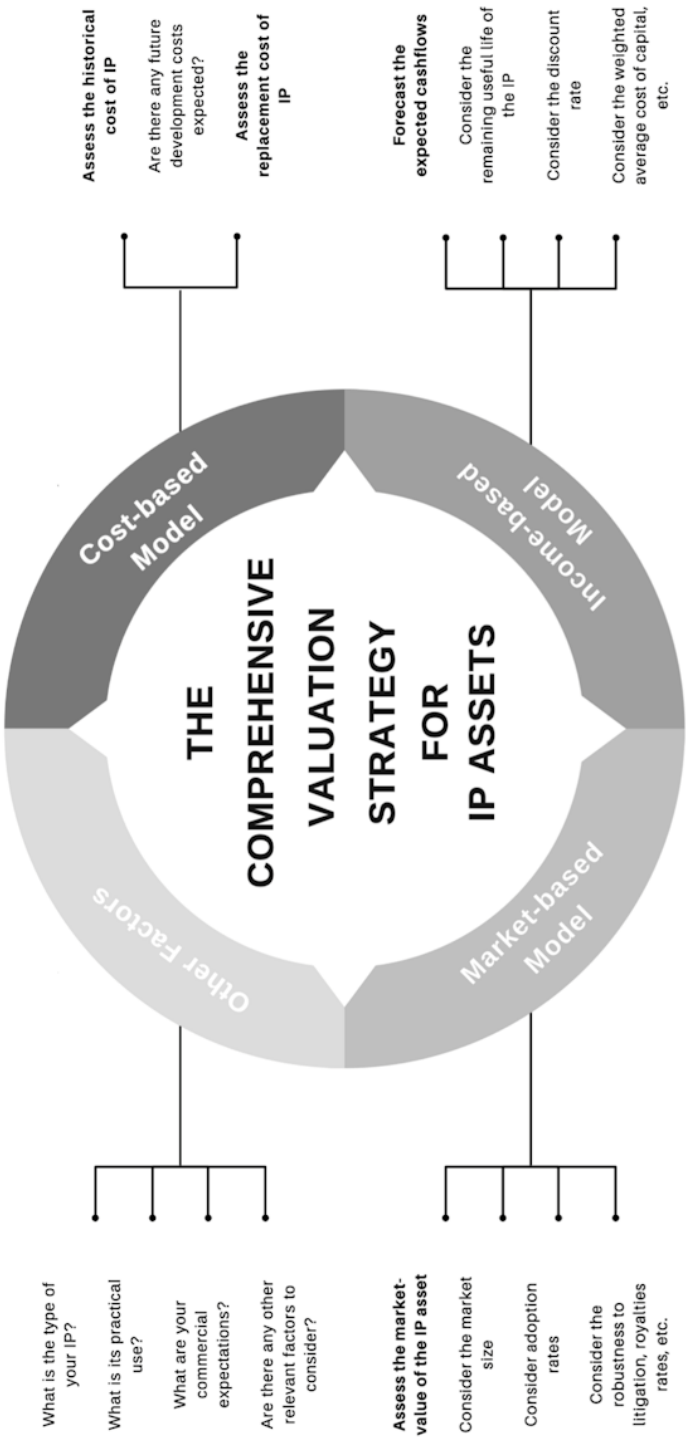 THE
COMPREHENSIVE
VALUATION
STRATEGY
FOR
IP ASSETS
Other Factors
What is the type of
your IP?
What is its practical
use?
What are your
commercial
expectations?
Are there any other
relevant factors to
consider?
Cost-based
Model
Assess the historical
cost of IP
Are there any future
development costs
expected?
Assess the
replacement cost of
IP
Market-based
Model
Assess the market-
value of the IP asset
Consider the market
size
Consider adoption
rates
Consider the
robustness to
litigation, royalties
rates, etc.
Income-based
Model
Forecast the
expected cashflows
Consider the
remaining useful life of
the IP
Consider the discount
rate
Consider the weighted
average cost of capital,
etc.